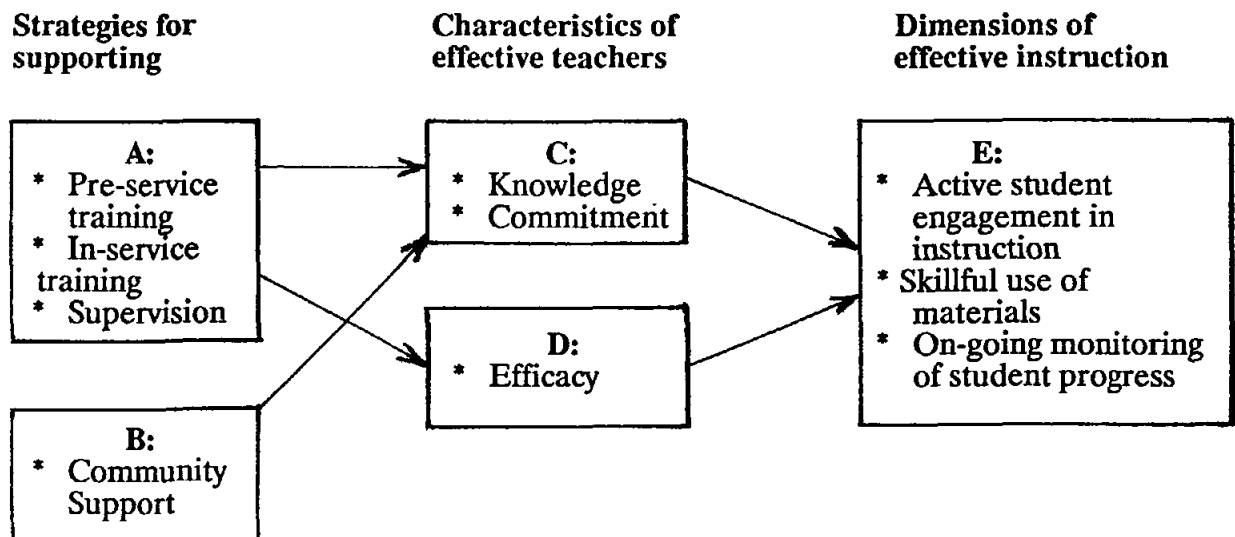 Strategies for
supporting
Characteristics of
effective teachers
Dimensions of
effective instruction
A:
* Pre-service
training
* In-service
training
* Supervision
B:
* Community
Support
C:
* Knowledge
* Commitment
D:
* Efficacy
E:
* Active student
engagement in
instruction
* Skillful use of
materials
* On-going monitoring
of student progress